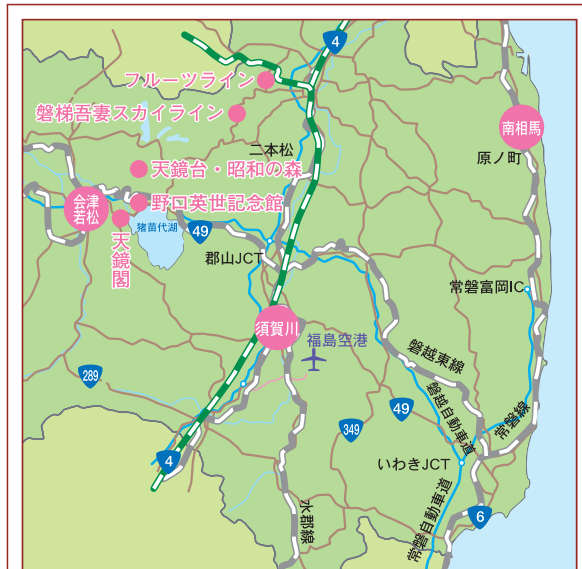 4
フルーツライン
磐梯吾妻スカイライン
南相馬
二本松
原ノ町
天鏡台・昭和の森
会津
若松
野口英世記念館
天鏡閣
猪苗代湖
49
郡山JCT
常磐富岡IC
須賀川
福島空港
磐越東線
289
磐越自動車道
49
349
常磐線
4
いわきJCT
水郡線
常磐自動車道
6